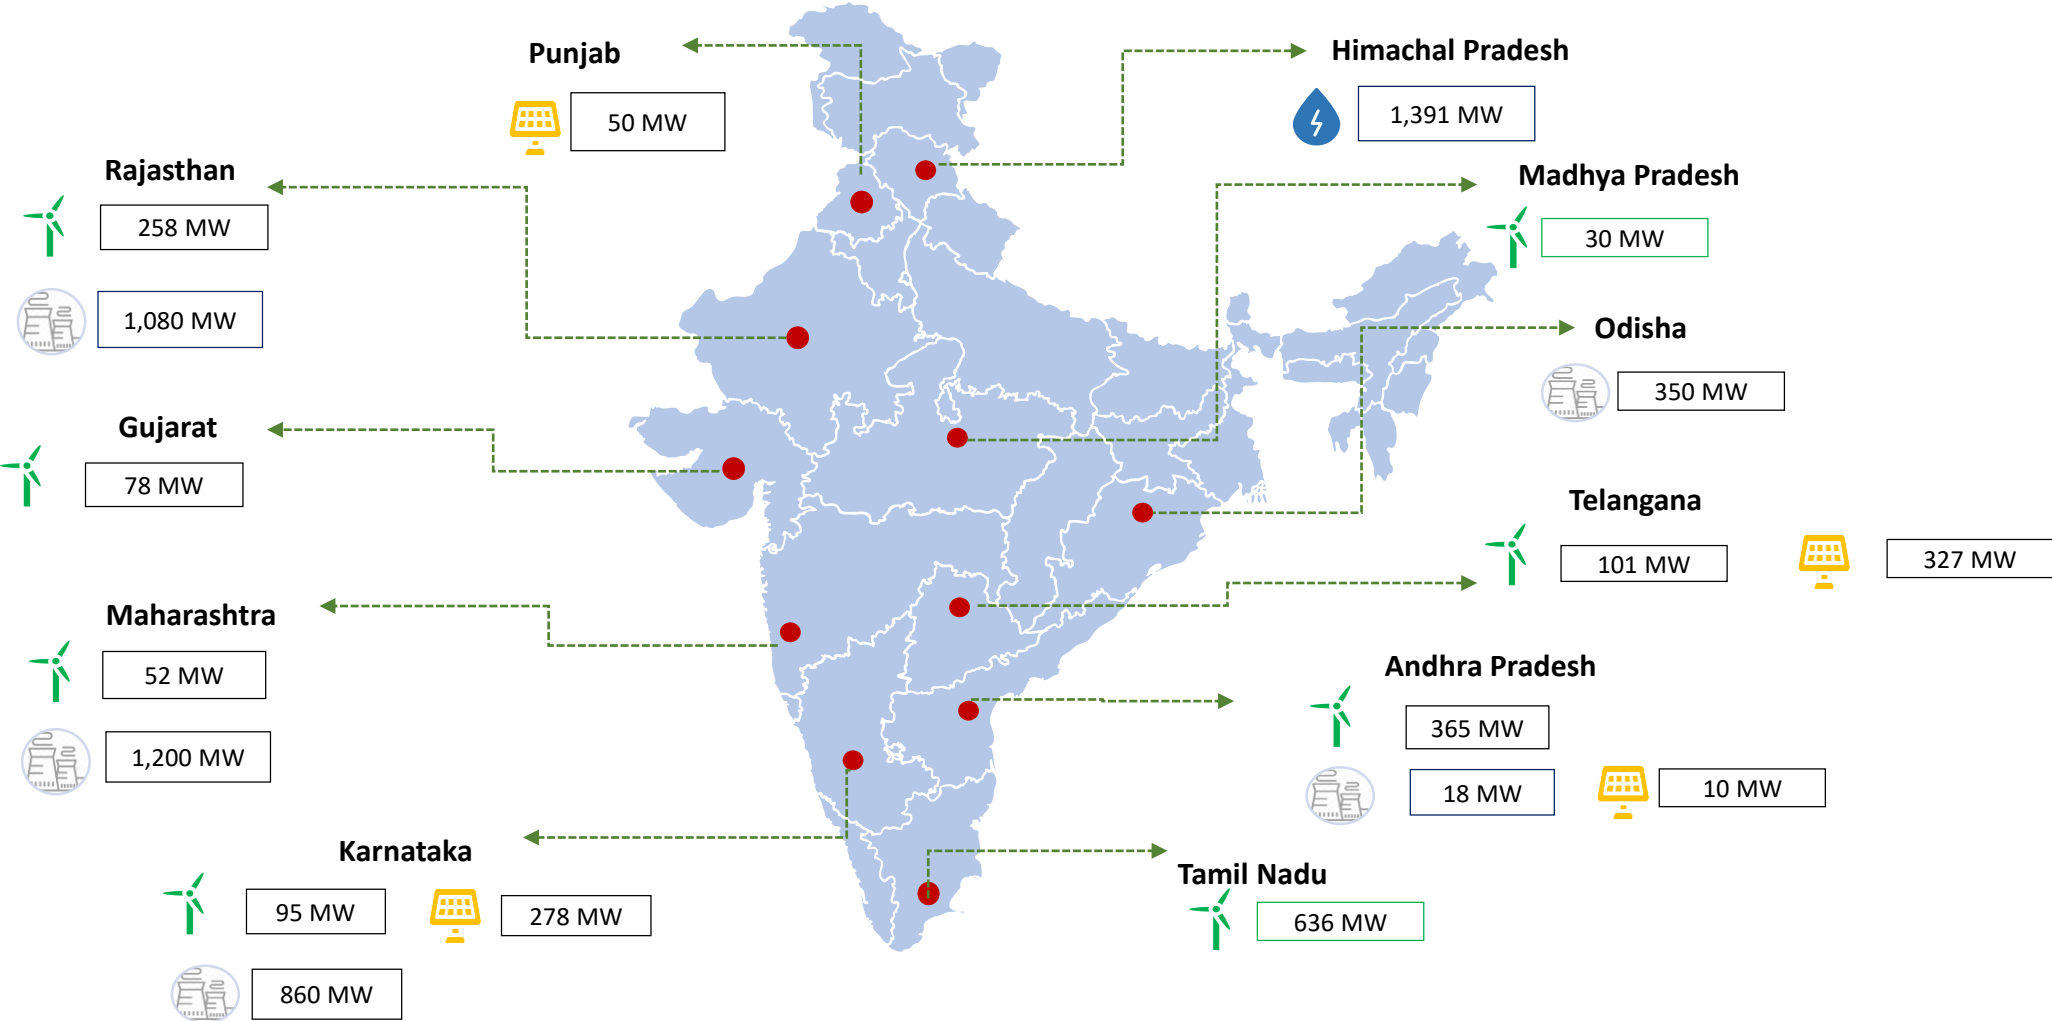 Punjab
50 MW
Himachal Pradesh
1,391 MW
Rajasthan
258 MW
1,080 MW
Madhya Pradesh
30 MW
Odisha
350 MW
Gujarat
78 MW
Telangana
101 MW
327 MW
Maharashtra
52 MW
1,200 MW
Andhra Pradesh
365 MW
18 MW
10 MW
Karnataka
95 MW
278 MW
860 MW
Tamil Nadu
636 MW